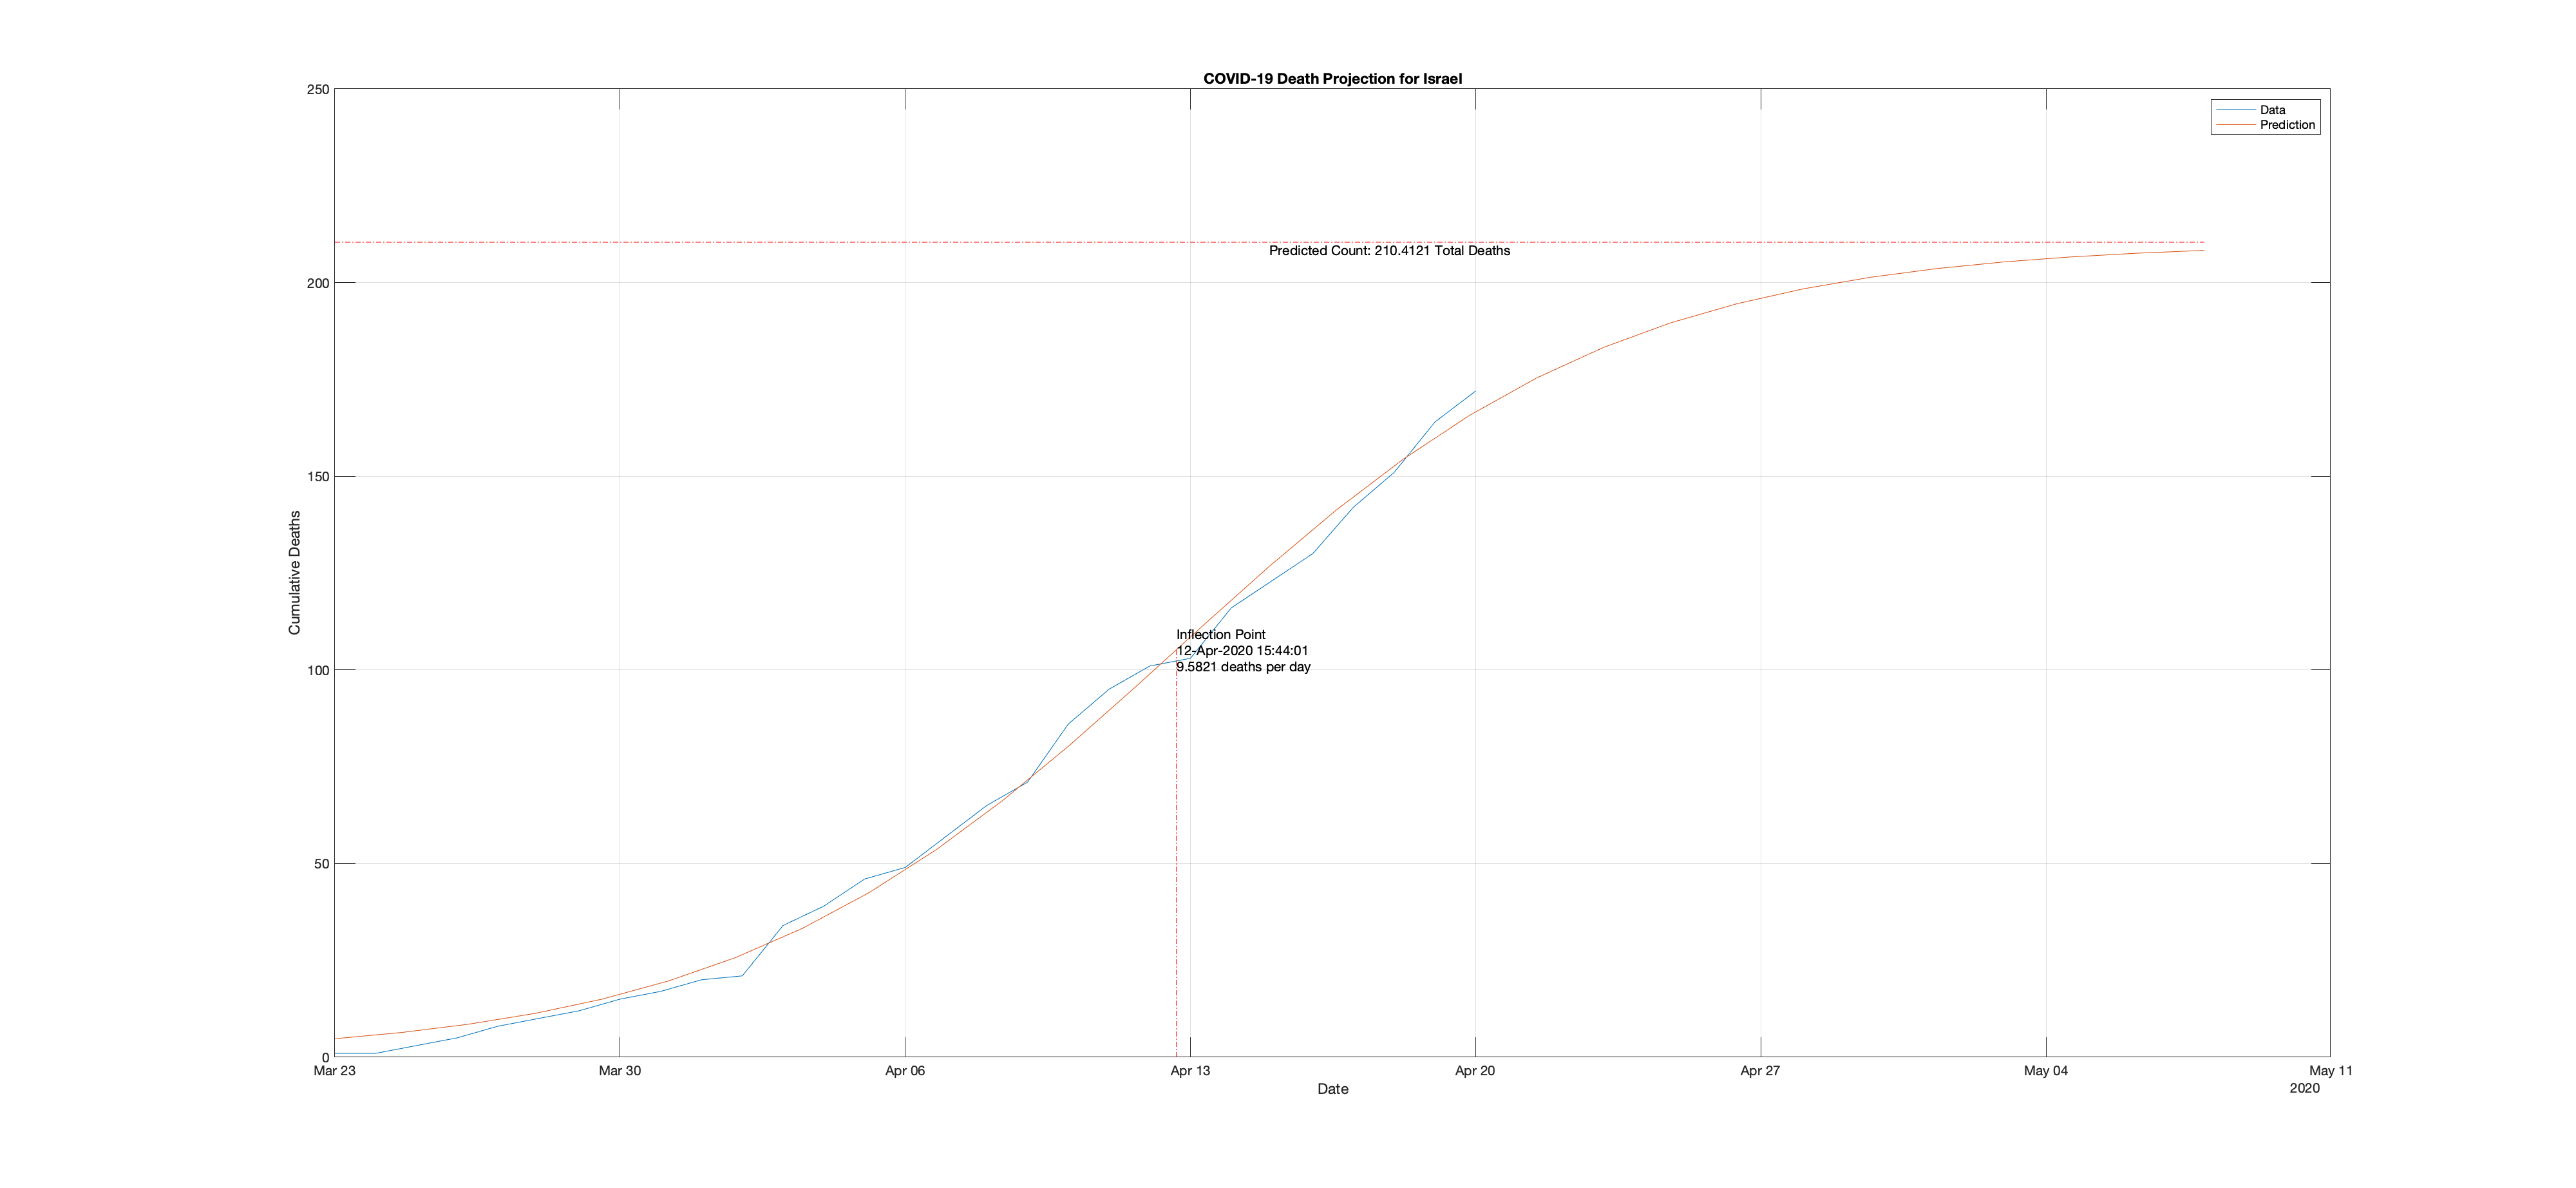 COVID-19 Death Projection for Israel
250
Data
Prediction
Predicted Count: 210.4121 Total Deaths
200
150
Cumulative Deaths
Inflection Point
12-Apr-2020 15:44:01
9.5821 deaths per day
100
50
0
Mar 23 Mar 30 Apr 06 Apr 13 Apr 20 Apr 27 May 04 May 11
Date
2020